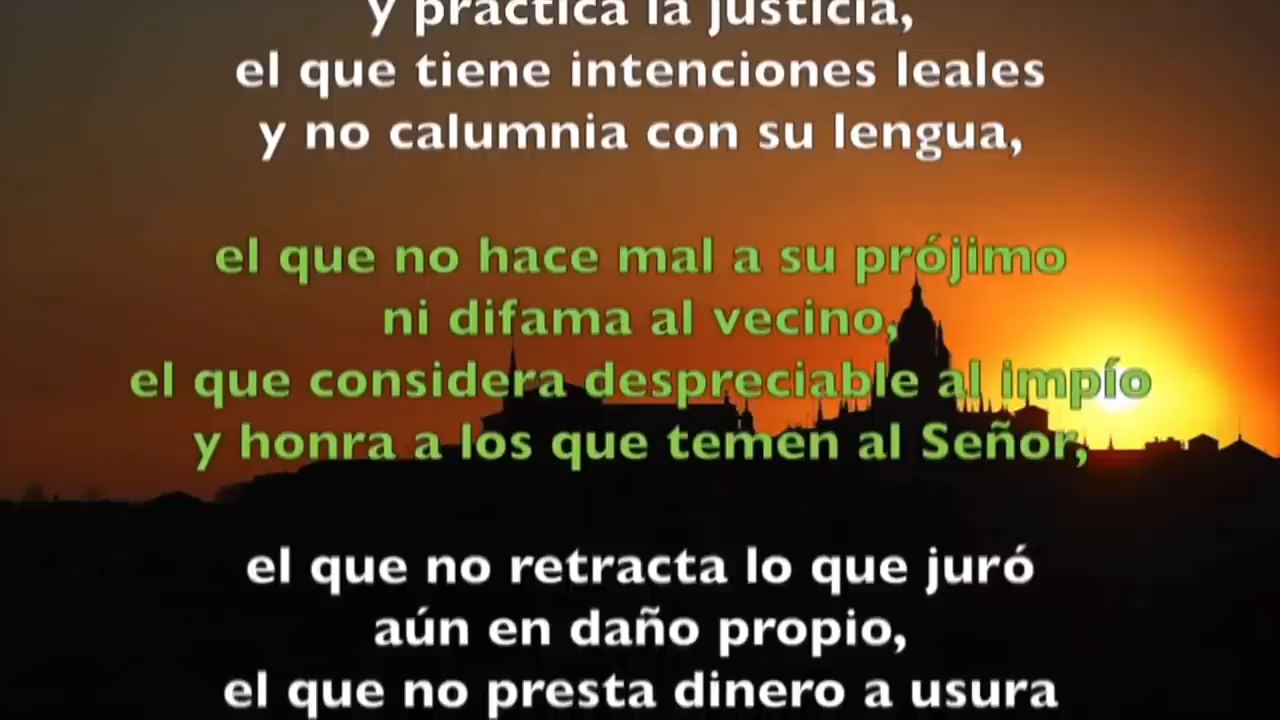 y practica la justicia,
el que tiene intenciones leales
y no calumnia con su lengua,
el que no hace mal a su prójimo
ni difama al vecino,
el que considera despreciable al impío
y honra a los que temen al Señor,
el que no retracta lo que juró
aún en daño propio,
el que no presta dinero a usura